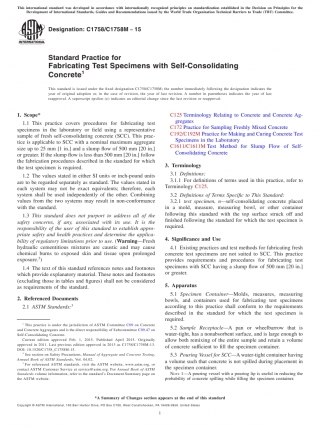 This international standard was developed in accordance with internationally recognized principles on standardization established in the Decision on Principles for the
Development of International Standards, Guides and Recommendations issued by the World Trade Organization Technical Barriers to Trade (TBT) Committee.
Designation: C1758/C1758M − 15
INTERNATIONAL
Standard Practice for
Fabricating Test Specimens with Self-Consolidating
Concrete1
This standard is issued under the fixed designation C1758/C1758M; the number immediately following the designation indicates the
year of original adoption or, in the case of revision, the year of last revision. A number in parentheses indicates the year of last
reapproval. A superscript epsilon (ε) indicates an editorial change since the last revision or reapproval.
1. Scope*
1.1 This practice covers procedures for fabricating test
specimens in the laboratory or field using a representative
sample of fresh self-consolidating concrete (SCC). This prac-
tice is applicable to SCC with a nominal maximum aggregate
size up to 25 mm [1 in.] and a slump flow of 500 mm [20 in.]
or greater. If the slump flow is less than 500 mm [20 in.] follow
the fabrication procedures described in the standard for which
the test specimen is required.
1.2 The values stated in either SI units or inch-pound units
are to be regarded separately as standard. The values stated in
each system may not be exact equivalents; therefore, each
system shall be used independently of the other. Combining
values from the two systems may result in non-conformance
with the standard.
1.3 This standard does not purport to address all of the
safety concerns, if any, associated with its use. It is the
responsibility of the user of this standard to establish appro-
priate safety and health practices and determine the applica-
bility of regulatory limitations prior to use. (Warning—Fresh
hydraulic cementitious mixtures are caustic and may cause
chemical burns to exposed skin and tissue upon prolonged
exposure.2)
1.4 The text of this standard references notes and footnotes
which provide explanatory material. These notes and footnotes
(excluding those in tables and figures) shall not be considered
as requirements of the standard.
2. Referenced Documents
2.1 ASTM Standards:3
1 This practice is under the jurisdiction of ASTM Committee C09 on Concrete
and Concrete Aggregates and is the direct responsibility of Subcommittee C09.47 on
Self-Consolidating Concrete.
Current edition approved Feb. 1, 2015. Published April 2015. Originally
approved in 2011. Last previous edition approved in 2011 as
DOI:
2 See section on Safety Precautions, Manual of Aggregate and Concrete Testing,
Annual Book of ASTM Standards, Vol. 04.02.
3 For referenced ASTM standards, visit the ASTM website, www.astm.org, or
contact ASTM Customer Service at service@astm.org. For Annual Book of ASTM
Standards volume information, refer to the standard's Document Summary page on
the ASTM website.
C125 Terminology Relating to Concrete and Concrete Ag-
gregates
C172 Practice for Sampling Freshly Mixed Concrete
C192/C192M Practice for Making and Curing Concrete Test
Specimens in the Laboratory
C1611/C1611M Test Method for Slump Flow of Self-
Consolidating Concrete
3. Terminology
3.1 Definitions:
3.1.1 For definitions of terms used in this practice, refer to
Terminology C125.
3.2 Definitions of Terms Specific to This Standard:
3.2.1 test specimen, n—self-consolidating concrete placed
in a mold, measure, measuring bowl, or other container
following this standard with the top surface struck off and
finished following the standard for which the test specimen is
required.
4. Significance and Use
4.1 Existing practices and test methods for fabricating fresh
concrete test specimens are not suited to SCC. This practice
provides requirements and procedures for fabricating test
specimens with SCC having a slump flow of 500 mm [20 in.]
or greater.
5. Apparatus
5.1 Specimen Container—Molds, measures, measuring
bowls, and containers used for fabricating test specimens
according to this practice shall conform to the requirements
described in the standard for which the test specimen is
required.
5.2 Sample Receptacle—A pan or wheelbarrow that is
water-tight, has a nonabsorbent surface, and is large enough to
allow both remixing of the entire sample and retain a volume
of concrete sufficient to fill the specimen container.
5.3 Pouring Vessel for SCC—A water-tight container having
a volume such that concrete is not spilled during placement in
the specimen container.
NOTE 1—A pouring vessel with a pouring lip is useful in reducing the
probability of concrete spilling while filling the specimen container.
*A Summary of Changes section appears at the end of this standard
Copyright © ASTM International, 100 Barr Harbor Drive, PO Box C700, West Conshohocken, PA 19428-2959. United States
1